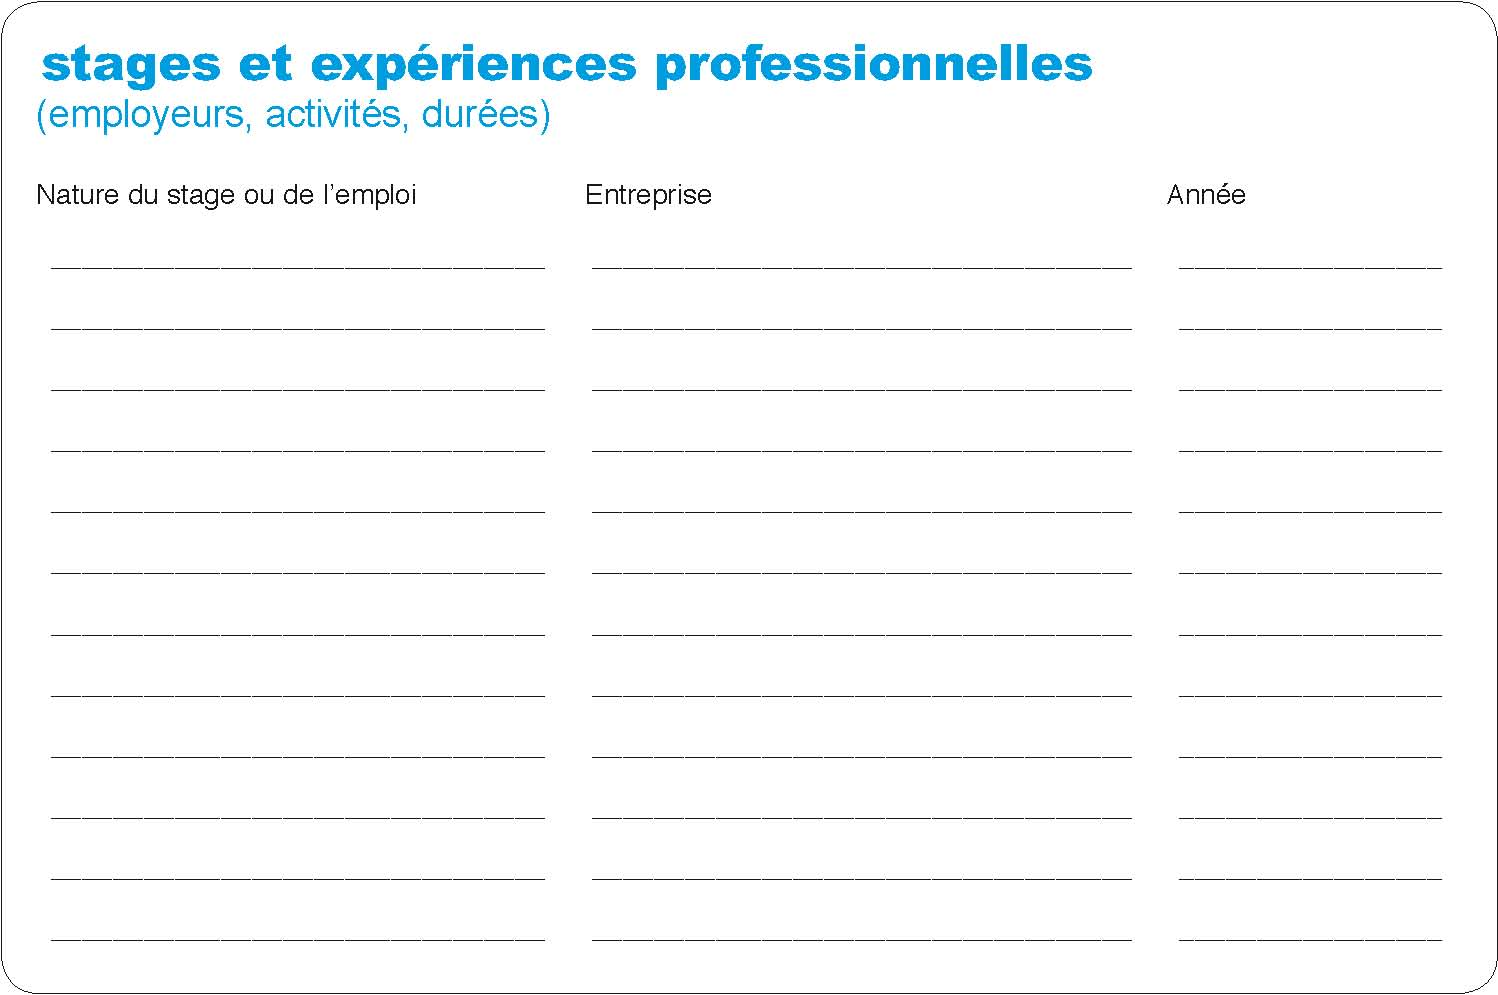 stages et expériences professionnelles
(employeurs, activités, durées)
Nature du stage ou de l’emploi Entreprise Année